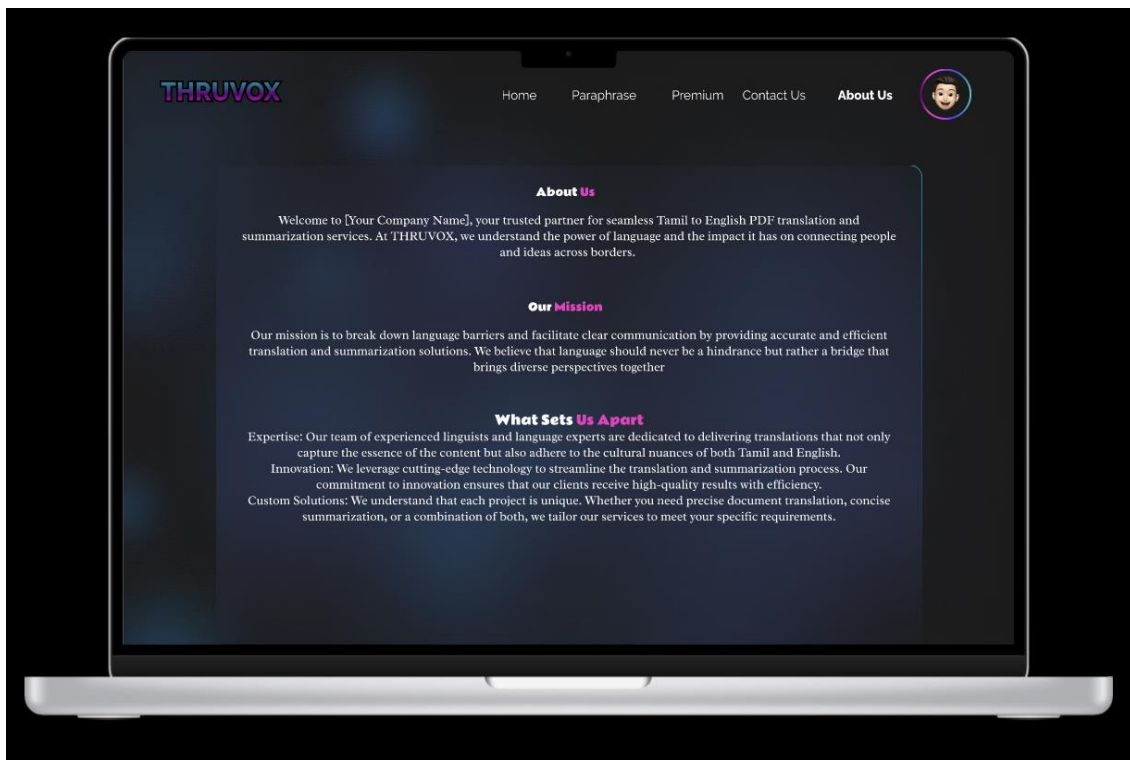 THRUVOX
Home Paraphrase Premium Contact Us About Us
About Us
Welcome to [Your Company Name], your trusted partner for seamless Tamil to English PDF translation and
summarization services. At THRUVOX, we understand the power of language and the impact it has on connecting people
and ideas across borders.
Our Mission
Our mission is to break down language barriers and facilitate clear communication by providing accurate and efficient
translation and summarization solutions. We believe that language should never be a hindrance but rather a bridge that
brings diverse perspectives together
What Sets Us Apart
Expertise: Our team of experienced linguists and language experts are dedicated to delivering translations that not only
capture the essence of the content but also adhere to the cultural nuances of both Tamil and English.
Innovation: We leverage cutting-edge technology to streamline the translation and summarization process. Our
commitment to innovation ensures that our clients receive high-quality results with efficiency.
Custom Solutions: We understand that each project is unique. Whether you need precise document translation, concise
summarization, or a combination of both, we tailor our services to meet your specific requirements.